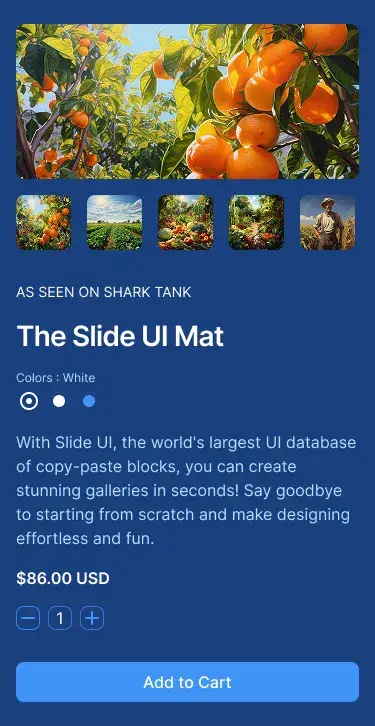 AS SEEN ON SHARK TANK
The Slide UI Mat
Colors : White
With Slide UI, the world's largest UI database
of copy-paste blocks, you can create
stunning galleries in seconds! Say goodbye
to starting from scratch and make designing
effortless and fun.
$86.00 USD
1
Add to Cart